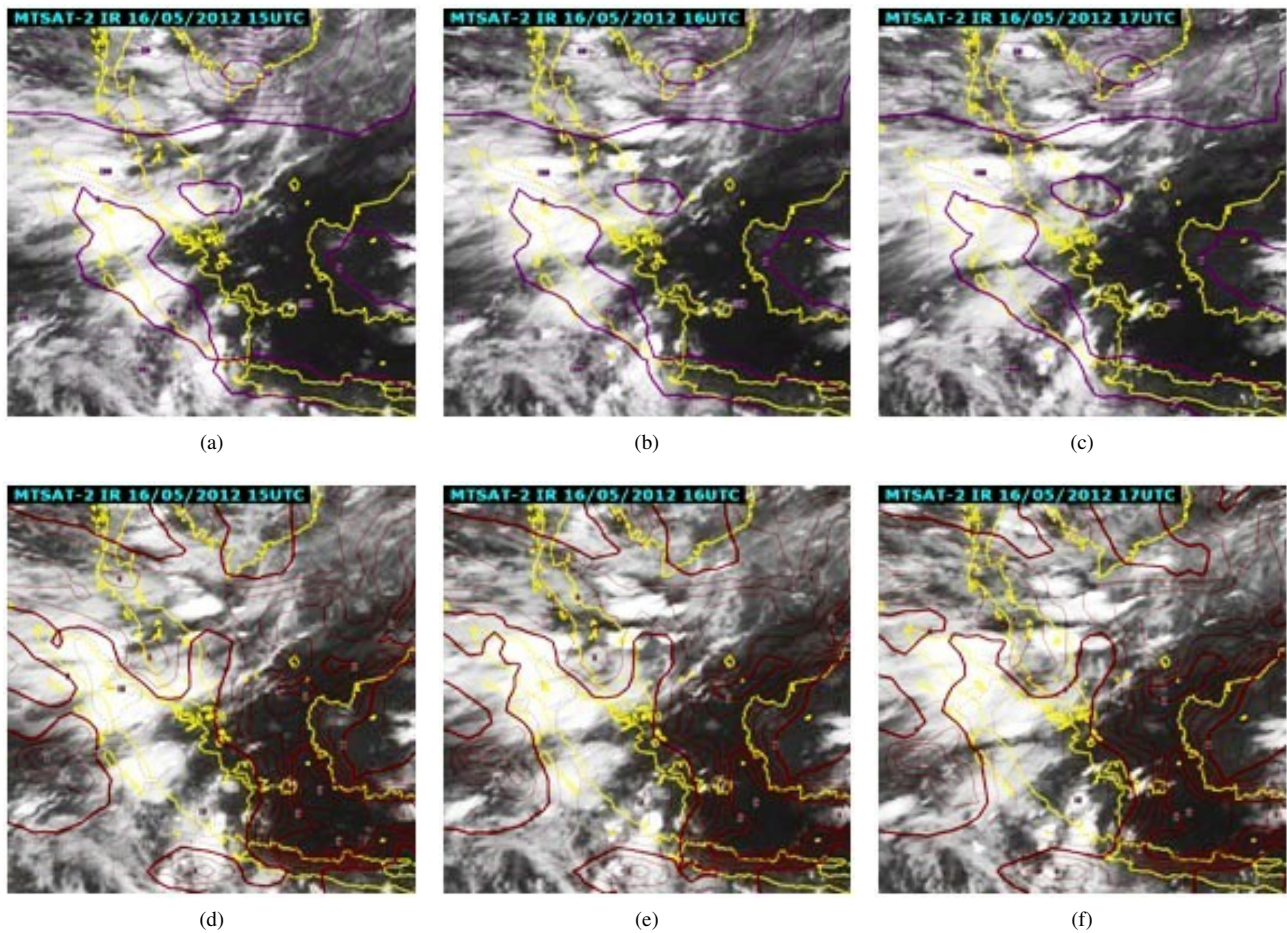 MTSAT-2 IR 16/05/2012 15UTC
MTSAT-2 IR 16/05/2012 16UTC
MTSAT-2 IR 16/05/2012 17UTC
(a)
(b)
(c)
MTSAT-2 IR 16/05/2012 15UTC
MTSAT-2 IR 16/05/2012 16UTC
MTSAT-2 IR 16/05/2012 17UTC
(d)
(e)
(f)